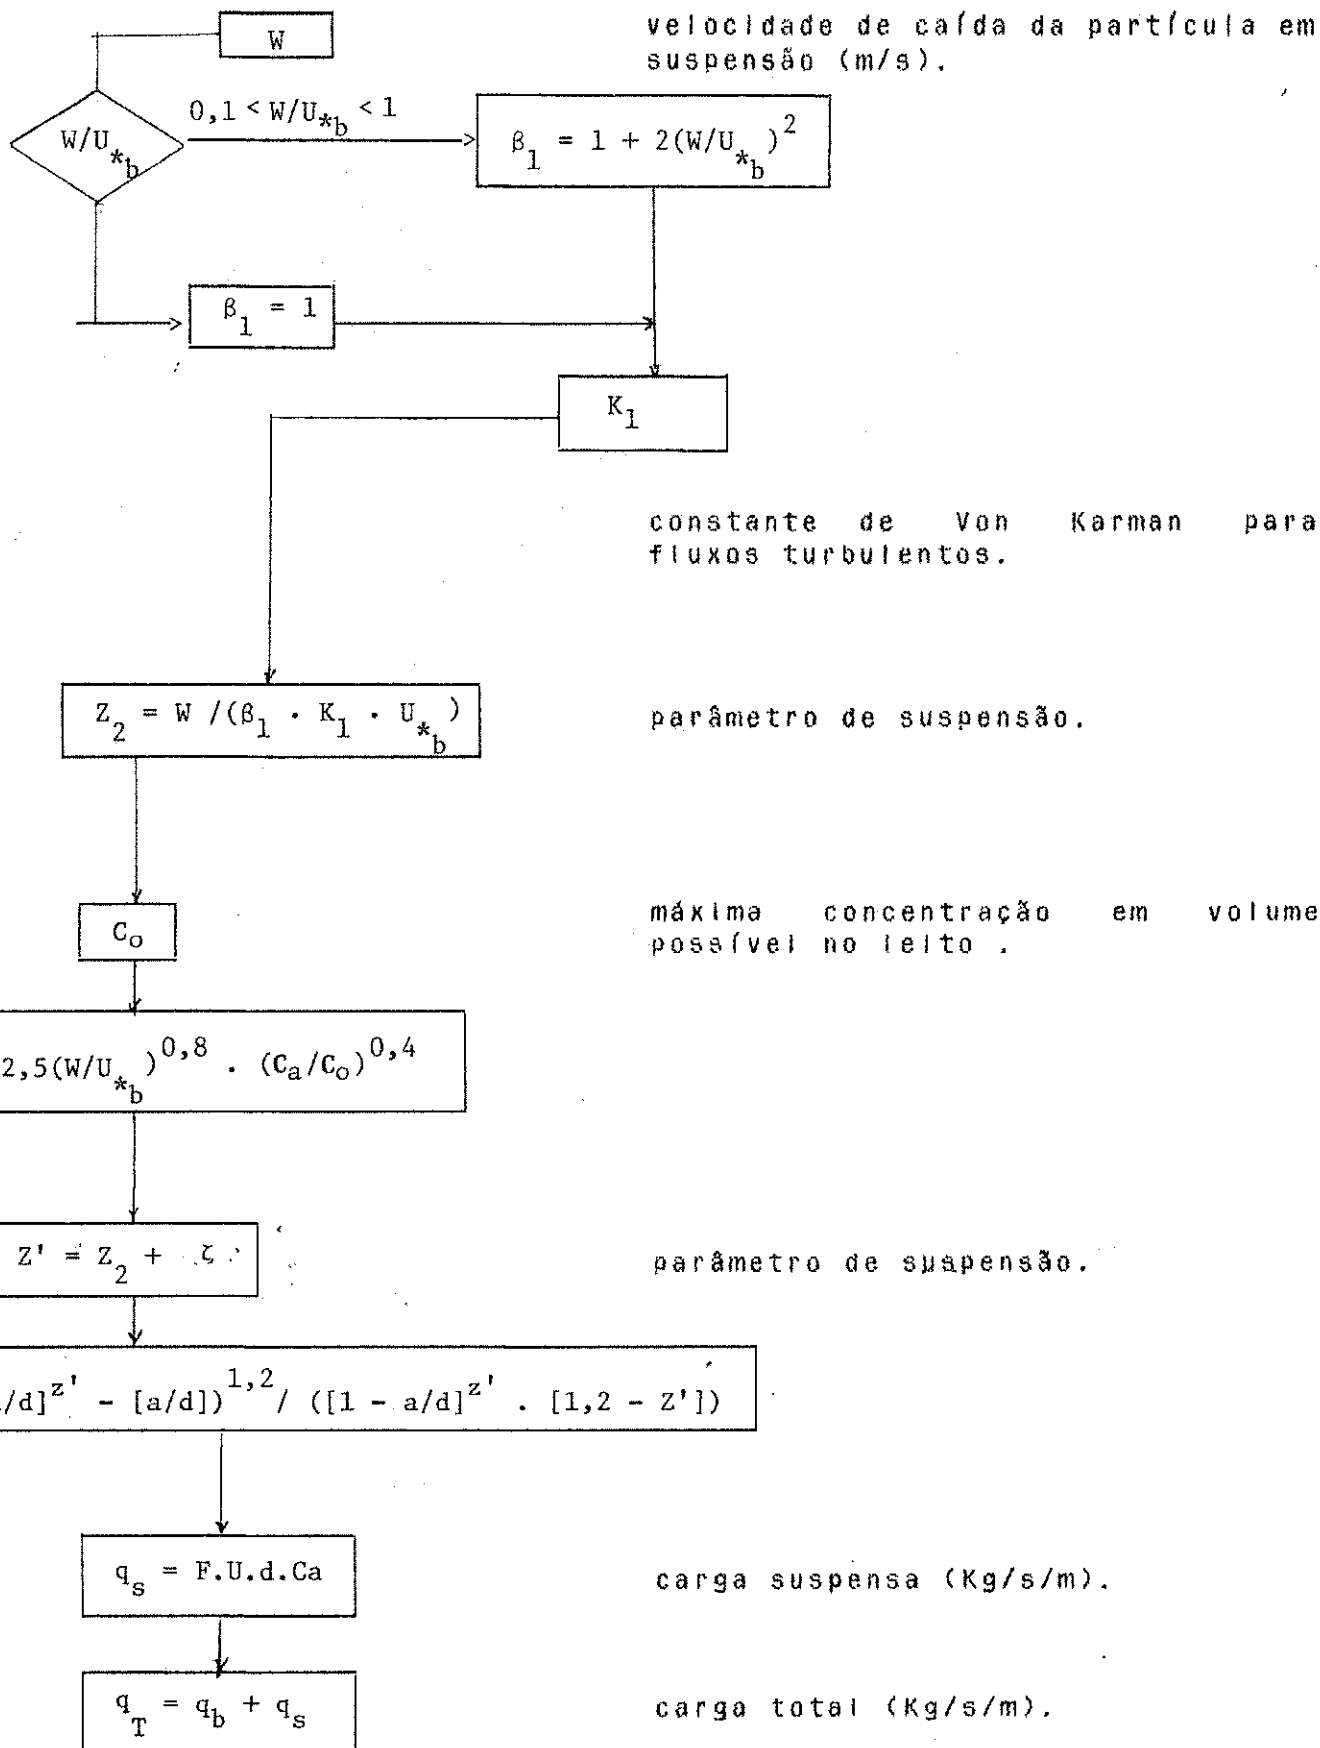 W
velocidade de caída da partícula em
suspensão (m/s).
W/U*b
0,1 < W/U*b < 1
β1 = 1 + 2(W/U*b)^2
β1 = 1
K1
constante de Von Karman para
fluxos turbulentos.
Z2 = W /(β1 . K1 . U*b)
parâmetro de suspensão.
Co
máxima concentração em volume
possível no leito .
2,5(W/U*b)^0,8 . (Ca/Co)^0,4
Z' = Z2 + ζ
parâmetro de suspensão.
/d]^z' - [a/d])^1,2 / ([1 - a/d]^z' . [1,2 - Z'])
qs = F.U.d.Ca
carga suspensa (Kg/s/m).
qT = qb + qs
carga total (Kg/s/m).